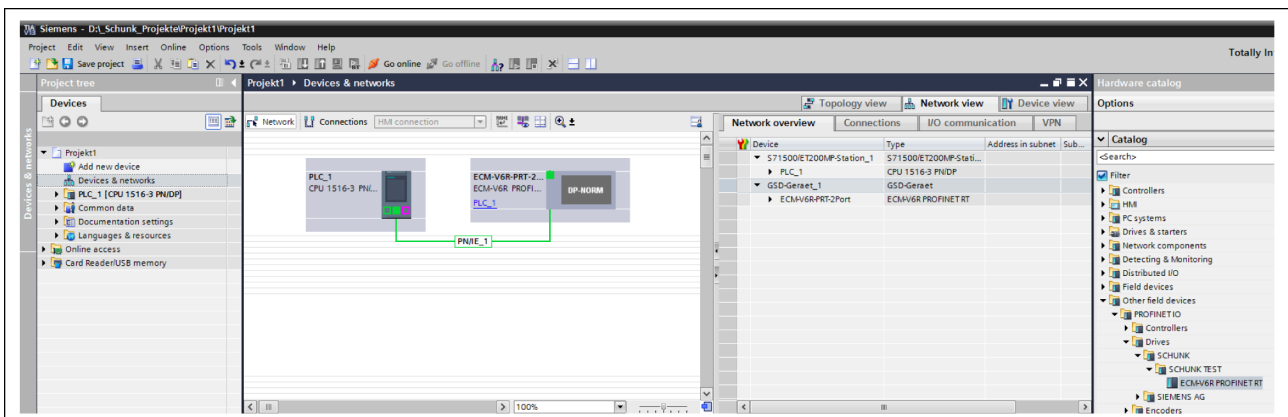 Siemens - D:\_Schunk_Projekte\Projekt1\Projekt1
Project Edit View Insert Online Options Tools Window Help
Save project Go online Go offline
Totally In
Project tree
Projekt1 Devices & networks
Hardware catalog
Devices
Topology view Network view Device view
Options
Network Connections HMI connection
Network overview Connections I/O communication VPN
Devices & networks
Catalog
<Search>
Filter
Projekt1
Add new device
Devices & networks
PLC_1 [CPU 1516-3 PN/DP]
Common data
Documentation settings
Languages & resources
Online access
Card Reader/USB memory
PLC_1
CPU 1516-3 PN/...
ECM-V6R-PRT-2...
ECM-V6R PROFI...
PLC_1
DP-NORM
PN/IE_1
100%
Device Type Address in subnet Sub...
S71500/ET200MP-Station_1 S71500/ET200MP-Stati...
PLC_1 CPU 1516-3 PN/DP
GSD-Geraet_1 GSD-Geraet
ECM-V6R-PRT-2Port ECM-V6R PROFINET RT
Controllers
HMI
PC systems
Drives & starters
Network components
Detecting & Monitoring
Distributed I/O
Field devices
Other field devices
PROFINET IO
Controllers
Drives
SCHUNK
SCHUNK TEST
ECM-V6R PROFINET RT
SIEMENS AG
Encoders